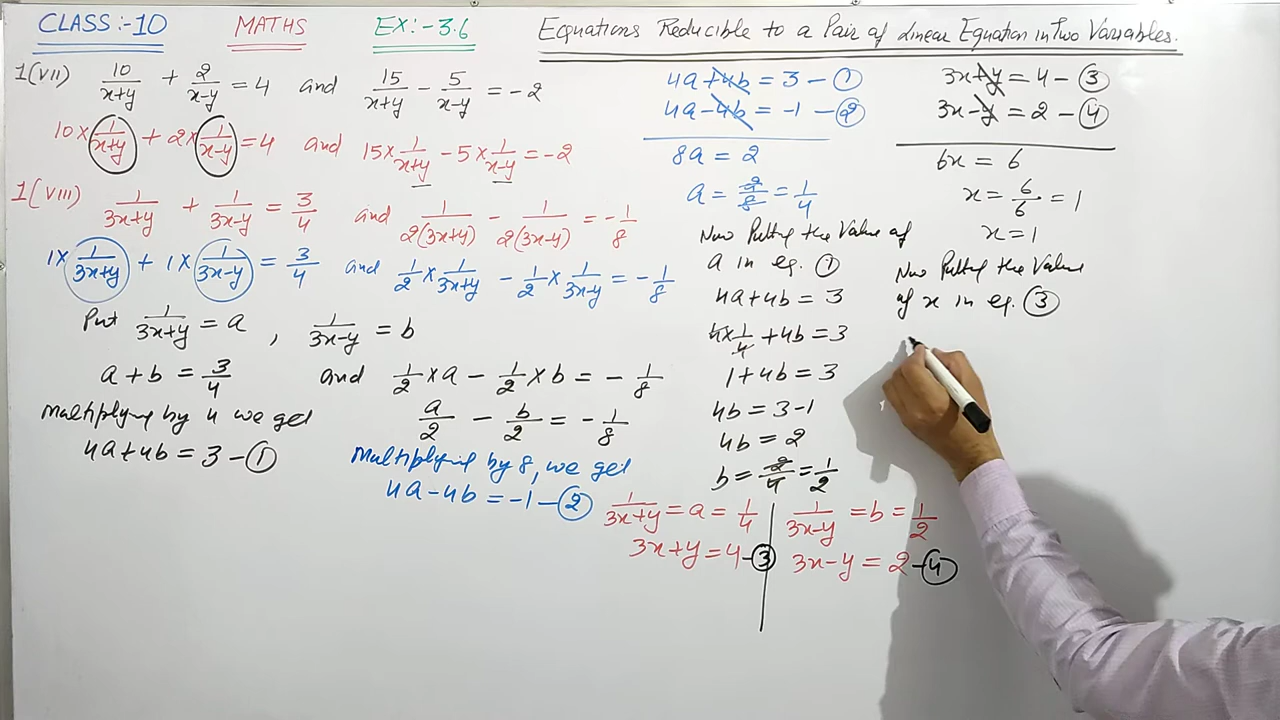 CLASS:-10 MATHS EX:-3.6 Equations Reducible to a Pair of Linear Equation in Two Variables.
1(VII) 10/(x+y) + 2/(x-y) = 4 and 15/(x+y) - 5/(x-y) = -2
10×1/(x+y) + 2×1/(x-y) = 4 and 15×1/(x+y) - 5×1/(x-y) = -2
1(VIII) 1/(3x+y) + 1/(3x-y) = 3/4 and 1/2(3x+y) - 1/2(3x-y) = -1/8
1×1/(3x+y) + 1×1/(3x-y) = 3/4 and 1/2×1/(3x+y) - 1/2×1/(3x-y) = -1/8
Put 1/(3x+y) = a , 1/(3x-y) = b
a+b = 3/4 and 1/2×a - 1/2×b = -1/8
Multiplying by 4 we get
4a+4b = 3 - ①
a/2 - b/2 = -1/8
Multiplying by 8, we get
4a-4b = -1 - ②
4a+4b = 3 - ①
4a-4b = -1 - ②
8a = 2
a = 2/8 = 1/4
Now Putting the Value of
a in eq. ①
4a+4b = 3
4×1/4 + 4b = 3
1+4b = 3
4b = 3-1
4b = 2
b = 2/4 = 1/2
1/(3x+y) = a = 1/4
3x+y = 4 - ③
1/(3x-y) = b = 1/2
3x-y = 2 - ④
3x+y = 4 - ③
3x-y = 2 - ④
6x = 6
x = 6/6 = 1
x = 1
Now Putting the Value
of x in eq. ③